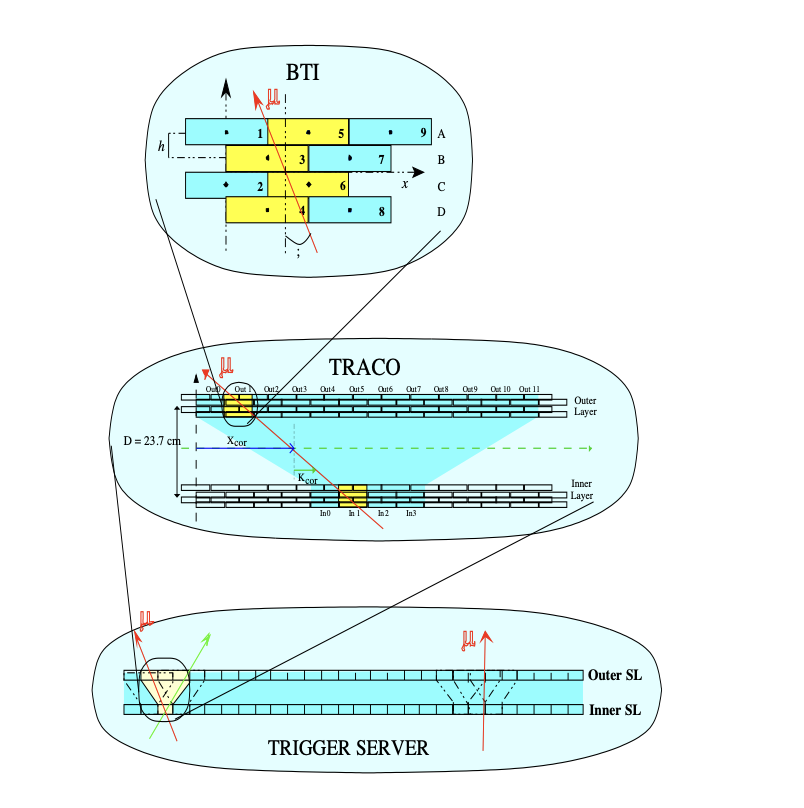 BTI
μ
1 5 9 A
h
3 7 B
2 6 C
x
4 8 D
;
TRACO
μ
Out0 Out 1 Out2 Out3 Out4 Out5 Out6 Out7 Out8 Out9 Out 10 Out 11
Outer
Layer
D = 23.7 cm
Xcor
Kcor
Inner
Layer
In0 In 1 In2 In3
μ
μ
Outer SL
Inner SL
TRIGGER SERVER